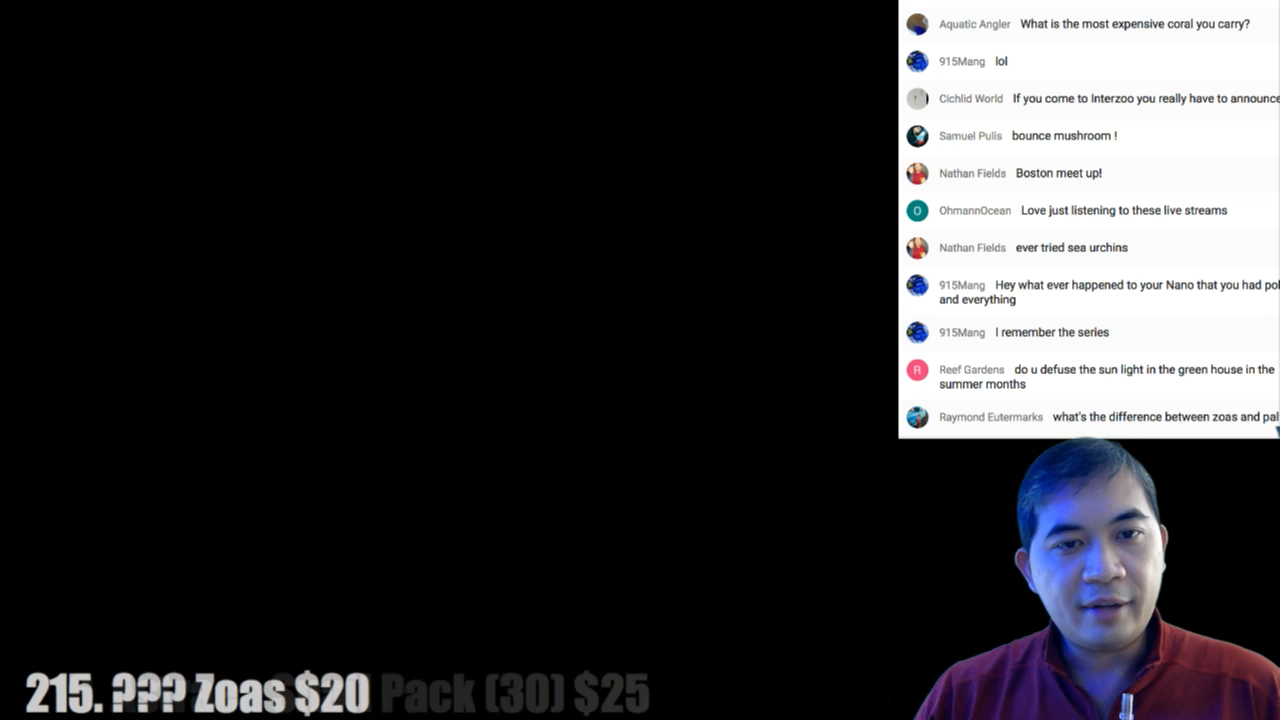 Aquatic Angler What is the most expensive coral you carry?
915Mang lol
Cichlid World If you come to Interzoo you really have to announce
Samuel Pulis bounce mushroom !
Nathan Fields Boston meet up!
O OhmannOcean Love just listening to these live streams
Nathan Fields ever tried sea urchins
915Mang Hey what ever happened to your Nano that you had
and everything
915Mang I remember the series
R Reef Gardens do u defuse the sun light in the green house in the
summer months
Raymond Eutermarks what's the difference between zoas and
215. ??? Zoas $20 Pack (30) $25